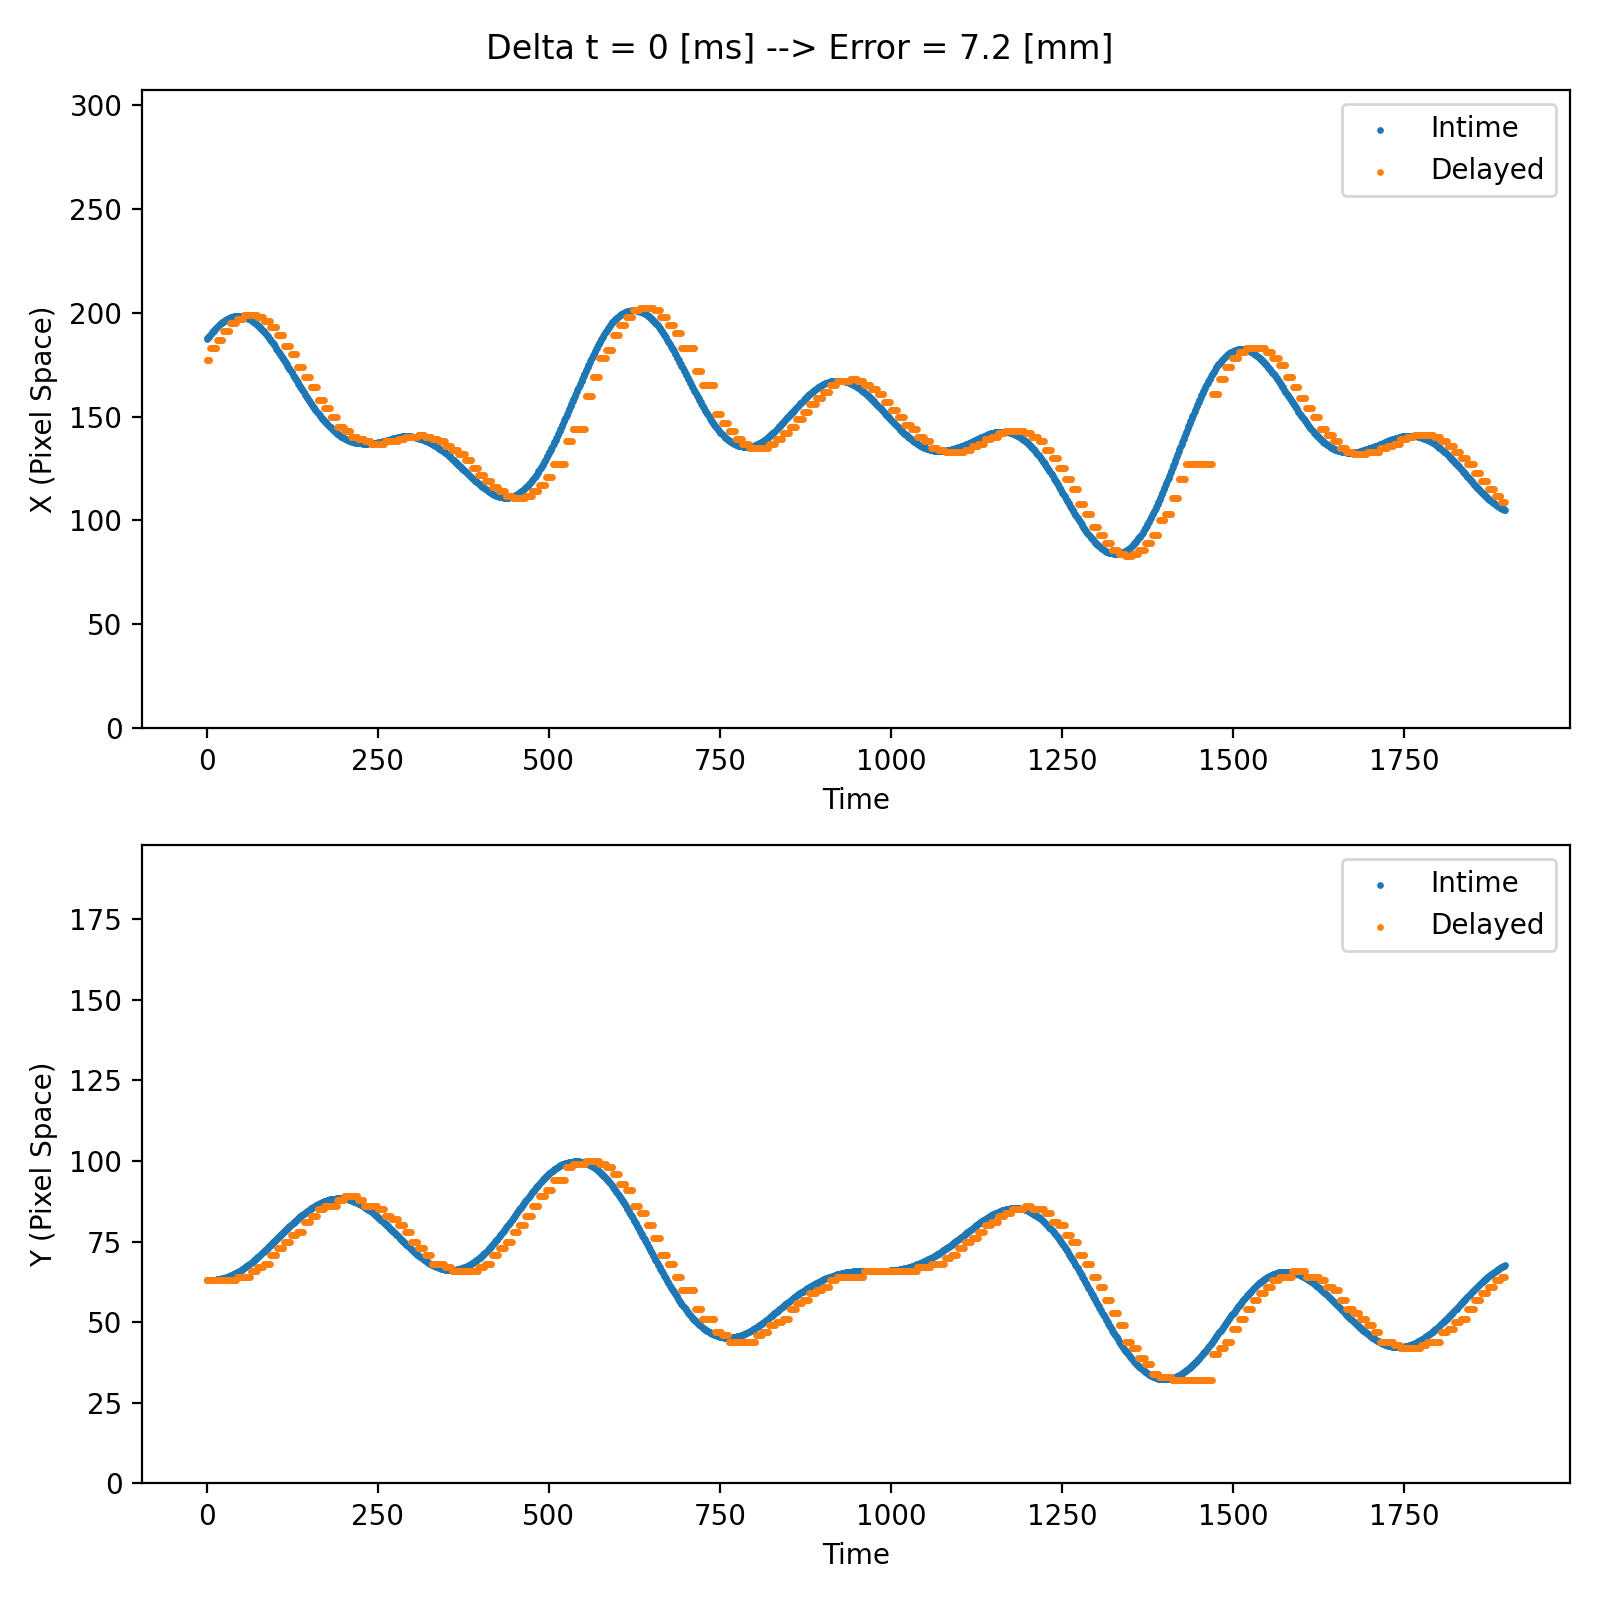 Delta t = 0 [ms] --> Error = 7.2 [mm]
300
250
200
150
100
50
0
X (Pixel Space)
Intime
Delayed
0 250 500 750 1000 1250 1500 1750
Time
175
150
125
100
75
50
25
0
Y (Pixel Space)
Intime
Delayed
0 250 500 750 1000 1250 1500 1750
Time